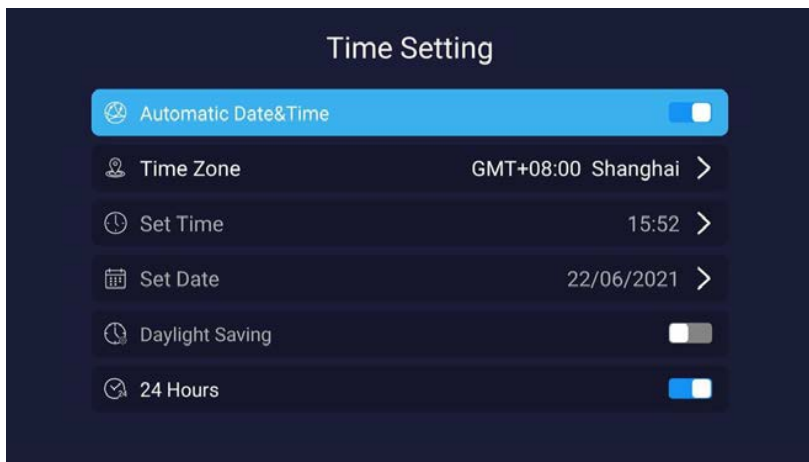 Time Setting
Automatic Date&Time
Time Zone GMT+08:00 Shanghai
Set Time 15:52
Set Date 22/06/2021
Daylight Saving
24 Hours